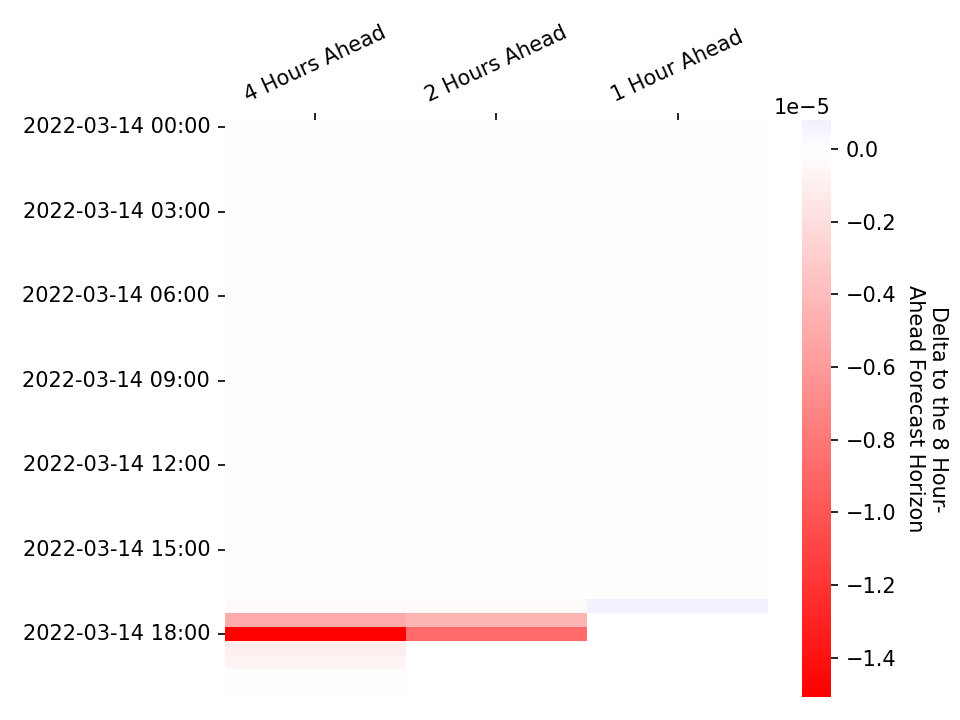 4 Hours Ahead
2 Hours Ahead
1 Hour Ahead
1e−5
2022-03-14 00:00
2022-03-14 03:00
2022-03-14 06:00
2022-03-14 09:00
2022-03-14 12:00
2022-03-14 15:00
2022-03-14 18:00
0.0
−0.2
−0.4
−0.6
−0.8
−1.0
−1.2
−1.4
Delta to the 8 Hour-
Ahead Forecast Horizon